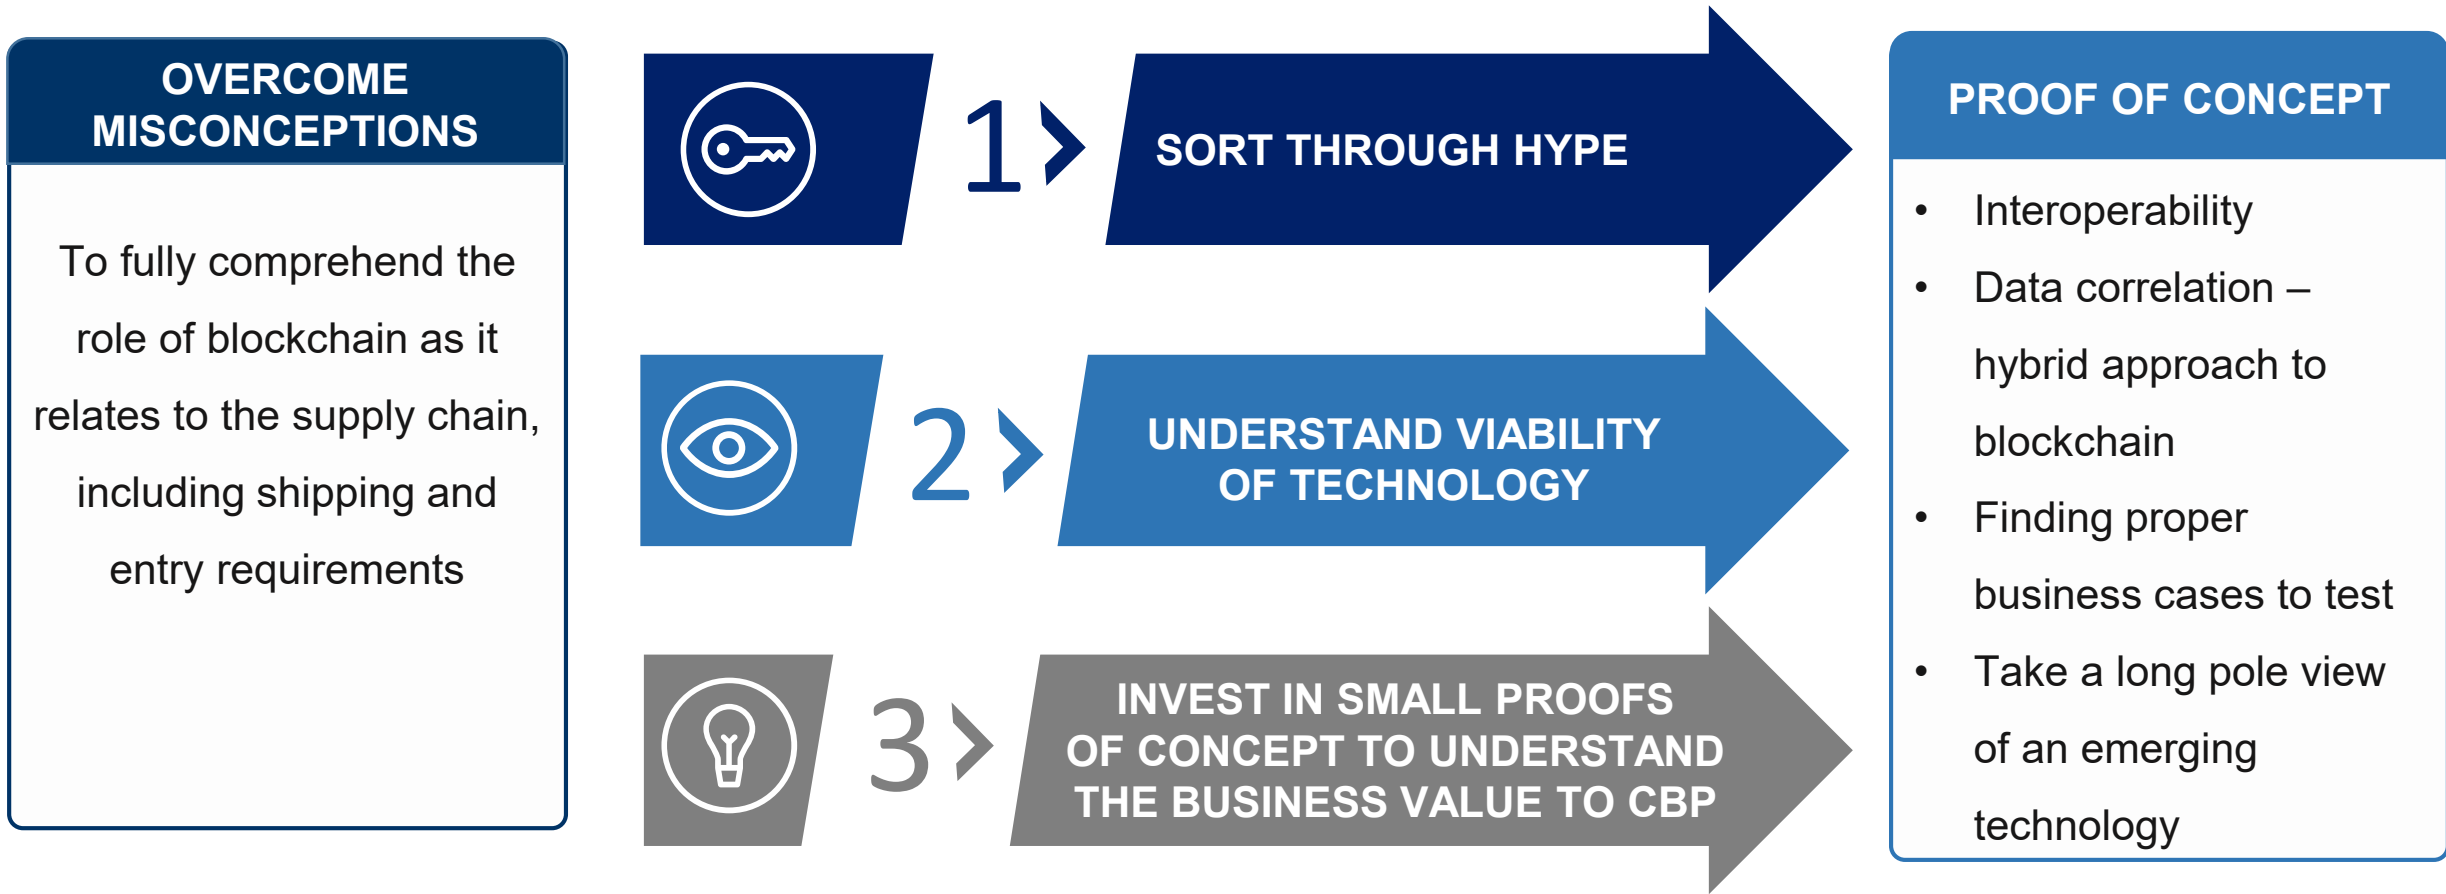 OVERCOME
MISCONCEPTIONS
To fully comprehend the
role of blockchain as it
relates to the supply chain,
including shipping and
entry requirements
1
SORT THROUGH HYPE
2
UNDERSTAND VIABILITY
OF TECHNOLOGY
3
INVEST IN SMALL PROOFS
OF CONCEPT TO UNDERSTAND
THE BUSINESS VALUE TO CBP
PROOF OF CONCEPT
• Interoperability
• Data correlation –
hybrid approach to
blockchain
• Finding proper
business cases to test
• Take a long pole view
of an emerging
technology